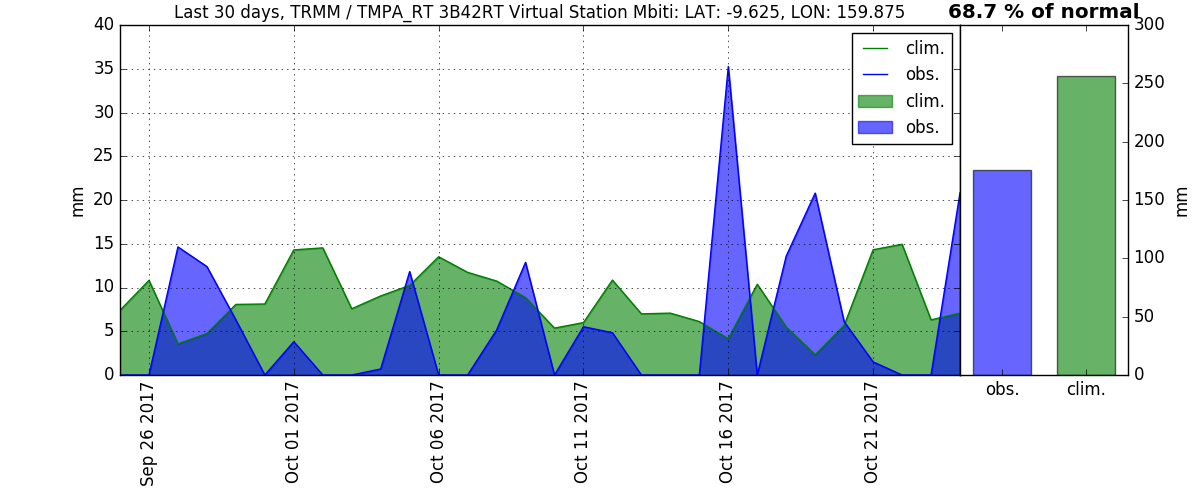 Last 30 days, TRMM / TMPA_RT 3B42RT Virtual Station Mbiti: LAT: -9.625, LON: 159.875
68.7 % of normal
40
35
30
25
20
15
10
5
0
mm
clim.
obs.
clim.
obs.
300
250
200
150
100
50
0
mm
Sep 26 2017
Oct 01 2017
Oct 06 2017
Oct 11 2017
Oct 16 2017
Oct 21 2017
obs.
clim.